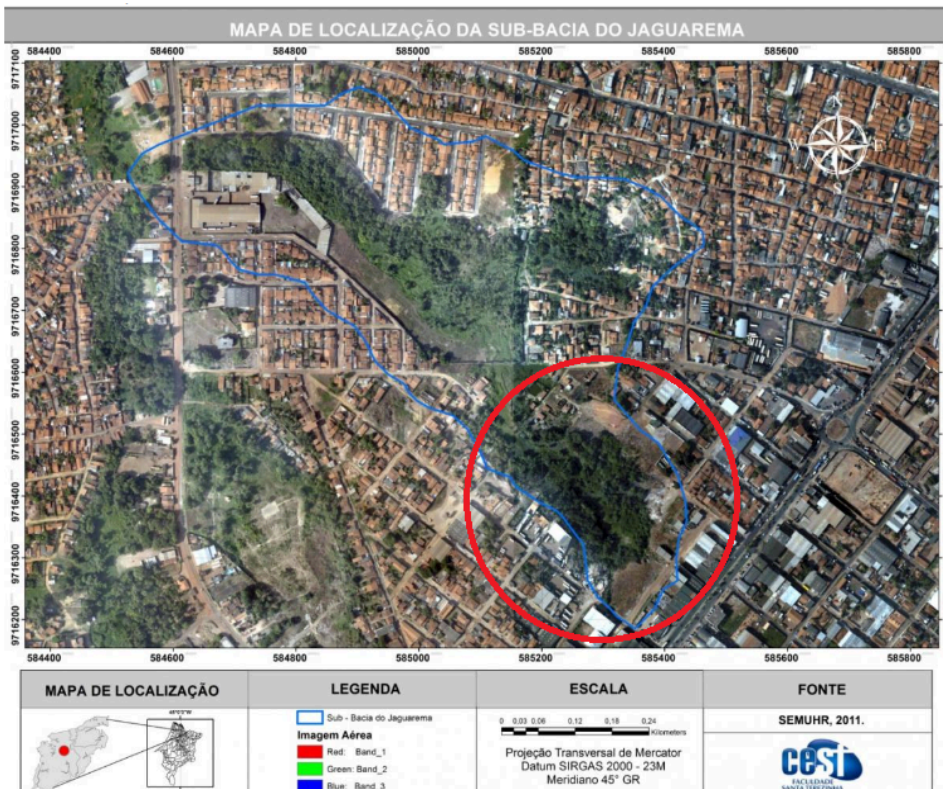 MAPA DE LOCALIZAÇÃO DA SUB-BACIA DO JAGUAREMA
584400 584600 584800 585000 585200 585400 585600 585800
9717100
9717000
9716900
9716800
9716700
9716600
9716500
9716400
9716300
9716200
N
W E
S
584400 584600 584800 585000 585200 585400 585600 585800
MAPA DE LOCALIZAÇÃO
LEGENDA
Sub - Bacia do Jaguarema
Imagem Aérea
Red: Band_1
Green: Band_2
Blue: Band_3
ESCALA
0 0,03 0,06 0,12 0,18 0,24
Kilometers
Projeção Transversal de Mercator
Datum SIRGAS 2000 - 23M
Meridiano 45° GR
FONTE
SEMUHR, 2011.
cest
FACULDADE
SANTA TEREZINHA